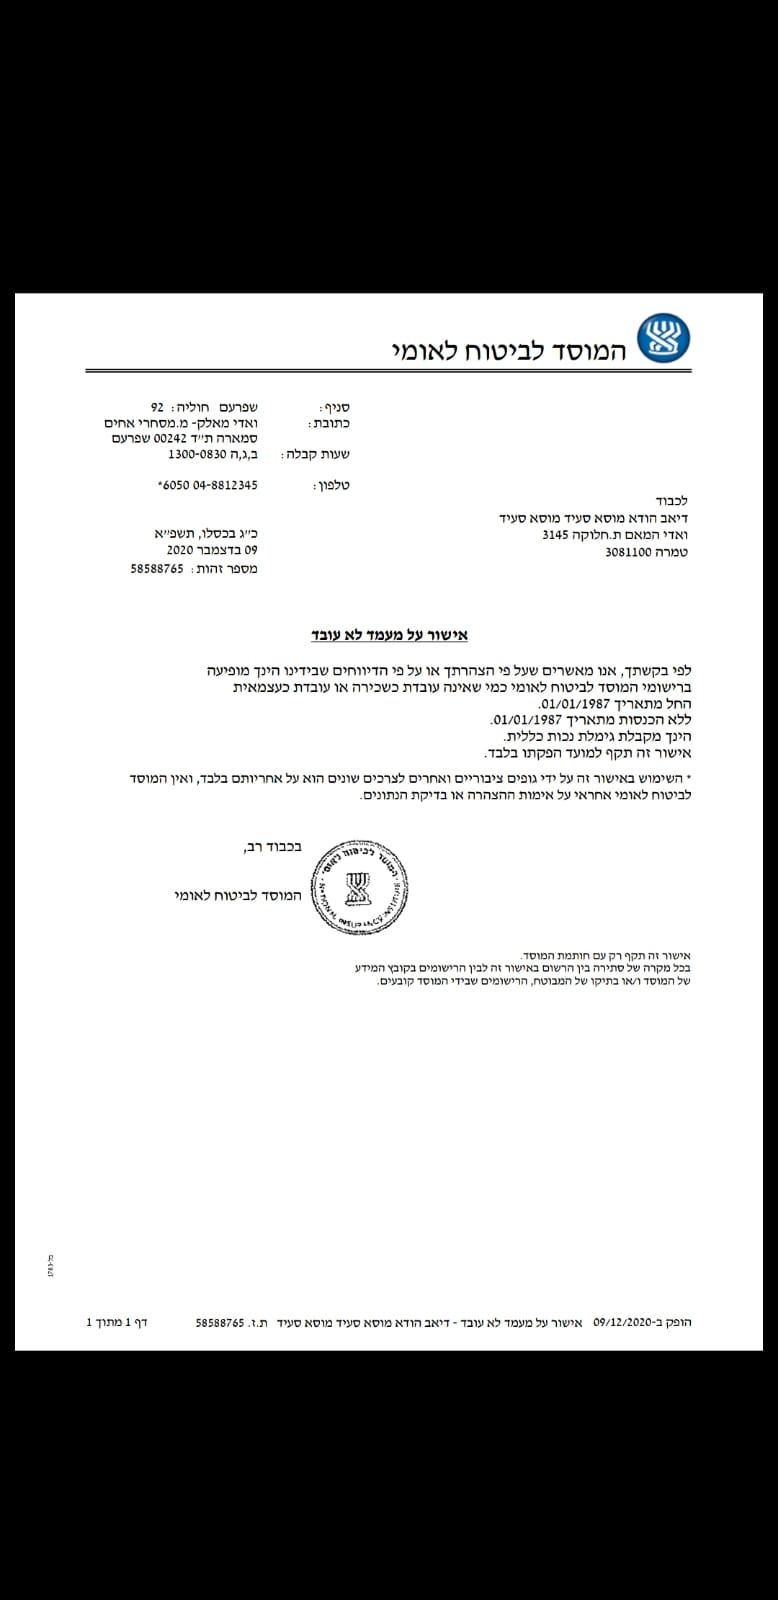 המוסד לביטוח לאומי
סניף: שפרעם חוליה: 92
כתובת: ואדי מאלק- מ.מסחרי אחים
סמארה ת״ד 00242 שפרעם
שעות קבלה: ב,ג,ה 1300-0830
טלפון: 04-8812345 6050*
לכבוד
דיאב הודא מוסא סעיד מוסא סעיד
ואדי המאם ת.חלוקה 3145
טמרה 3081100
כ״ג בכסלו, תשפ״א
09 בדצמבר 2020
מספר זהות: 58588765
אישור על מעמד לא עובד
לפי בקשתך, אנו מאשרים שעל פי הצהרתך או על פי הדיווחים שבידינו הינך מופיעה
ברישומי המוסד לביטוח לאומי כמי שאינה עובדת כשכירה או עובדת כעצמאית
החל מתאריך 01/01/1987.
ללא הכנסות מתאריך 01/01/1987.
הינך מקבלת גימלת נכות כללית.
אישור זה תקף למועד הפקתו בלבד.
* השימוש באישור זה על ידי גופים ציבוריים ואחרים לצרכים שונים הוא על אחריותם בלבד, ואין המוסד
לביטוח לאומי אחראי על אימות ההצהרה או בדיקת הנתונים.
בכבוד רב,
המוסד לביטוח לאומי
המוסד לביטוח לאומי
אישור זה תקף רק עם חותמת המוסד.
בכל מקרה של סתירה בין הרשום באישור זה לבין הרישומים בקובץ המידע
של המוסד ו/או בתיקו של המבוטח, הרישומים שבידי המוסד קובעים.
הופק ב-09/12/2020 אישור על מעמד לא עובד - דיאב הודא מוסא סעיד מוסא סעיד ת.ז. 58588765 דף 1 מתוך 1